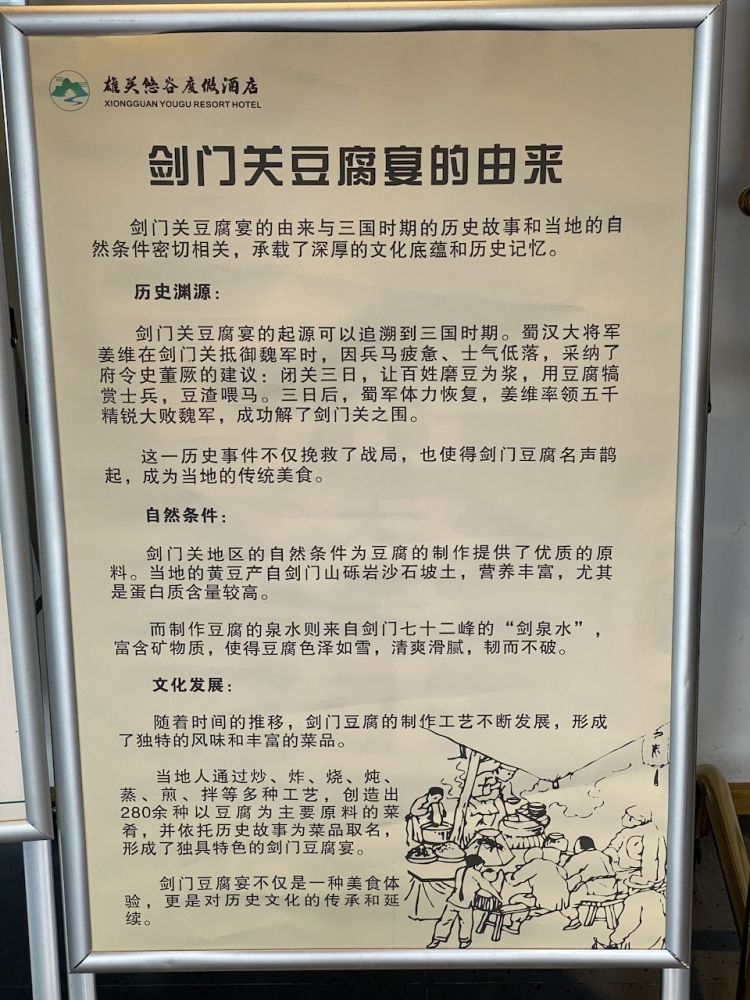 雄关悠谷度假酒店
XIONGGUAN YOUGU RESORT HOTEL
剑门关豆腐宴的由来
剑门关豆腐宴的由来与三国时期的历史故事和当地的自
然条件密切相关，承载了深厚的文化底蕴和历史记忆。
历史渊源：
剑门关豆腐宴的起源可以追溯到三国时期。蜀汉大将军
姜维在剑门关抵御魏军时，因兵马疲惫、士气低落，采纳了
府令史董厥的建议：闭关三日，让百姓磨豆为浆，用豆腐犒
赏士兵，豆渣喂马。三日后，蜀军体力恢复，姜维率领五千
精锐大败魏军，成功解了剑门关之围。
这一历史事件不仅挽救了战局，也使得剑门豆腐名声鹊
起，成为当地的传统美食。
自然条件：
剑门关地区的自然条件为豆腐的制作提供了优质的原
料。当地的黄豆产自剑门山砾岩沙石坡土，营养丰富，尤其
是蛋白质含量较高。
而制作豆腐的泉水则来自剑门七十二峰的“剑泉水”，
富含矿物质，使得豆腐色泽如雪，清爽滑腻，韧而不破。
文化发展：
随着时间的推移，剑门豆腐的制作工艺不断发展，形成
了独特的风味和丰富的菜品。
当地人通过炒、炸、烧、炖、
蒸、煎、拌等多种工艺，创造出
280余种以豆腐为主要原料的菜
肴，并依托历史故事为菜品取名，
形成了独具特色的剑门豆腐宴。
剑门豆腐宴不仅是一种美食体
验，更是对历史文化的传承和延
续。